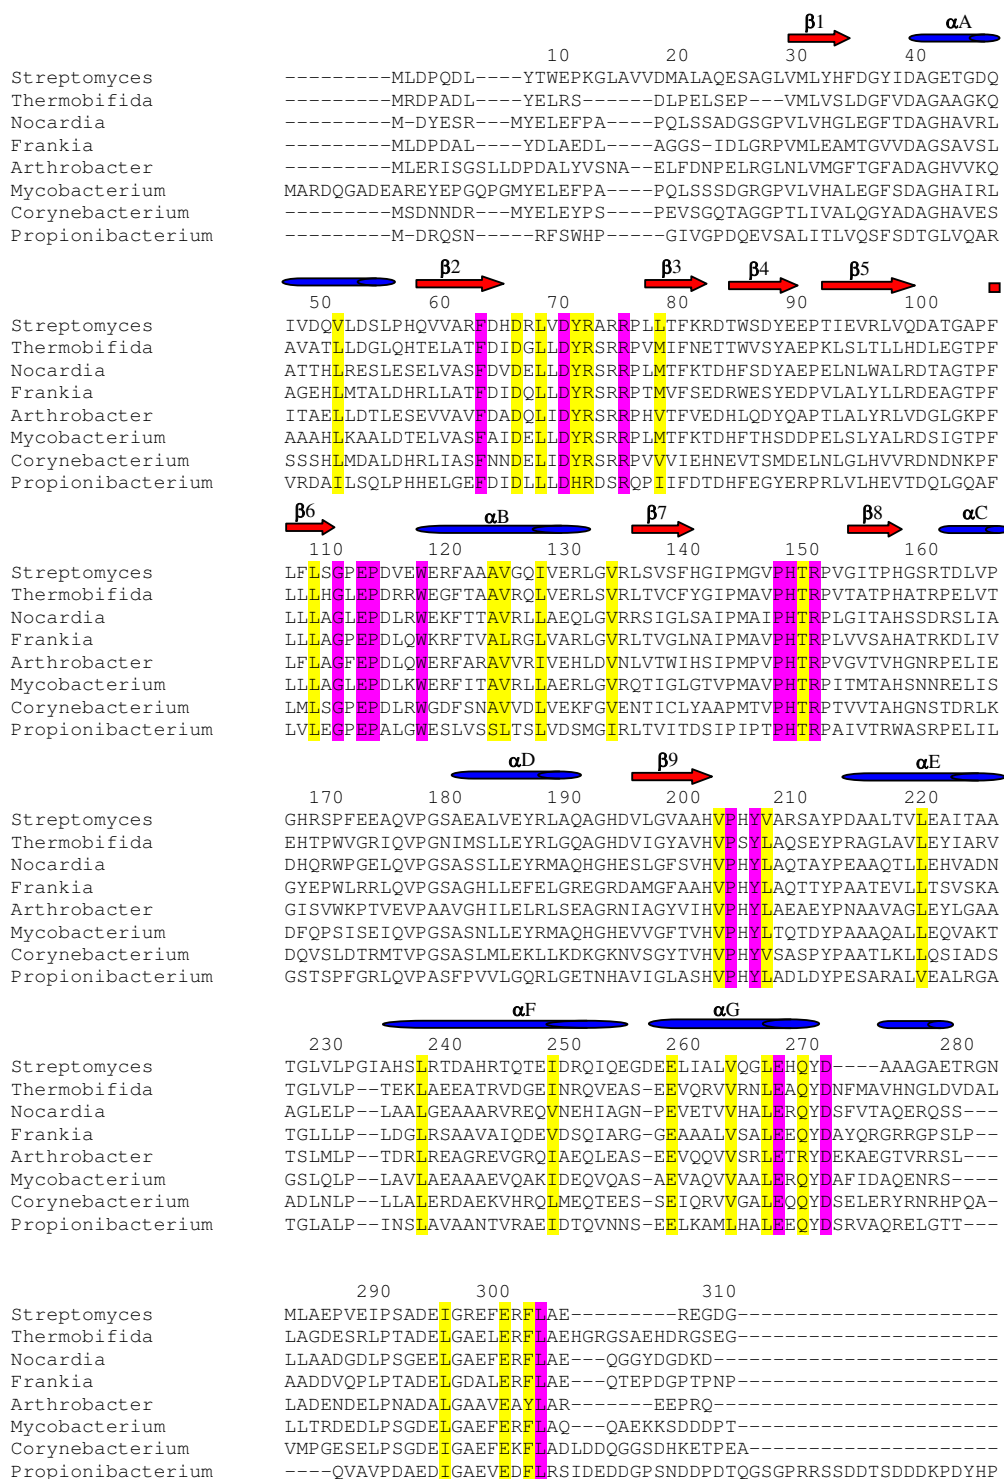 β1 αA
10 20 30 40
Streptomyces ---------MLDPQDL----YTWEPKGLAVVDMALAQESAGLVMLYHFDGYIDAGETGDQ
Thermobifida ---------MRDPADL----YELRS------DLPELSEP---VMLVSLDGFVDAGAAGKQ
Nocardia ---------M-DYESR---MYELEFPA----PQLSSADGSGPVLVHGLEGFTDAGHAVRL
Frankia ---------MLDPDAL----YDLAEDL----AGGS-IDLGRPVMLEAMTGVVDAGSAVSL
Arthrobacter ---------MLERISGSLLDPDALYVSNA--ELFDNPELRGLNLVMGFTGFADAGHVVKQ
Mycobacterium MARDQGADEAREYEPGQPGMYELEFPA----PQLSSSDGRGPVLVHALEGFSDAGHAIRL
Corynebacterium ---------MSDNNDR---MYELEYPS----PEVSGQTAGGPTLIVALQGYADAGHAVES
Propionibacterium ---------M-DRQSN----RFSWHP-----GIVGPDQEVSALITLVQSFSDTGLVQAR
β2 β3 β4 β5
50 60 70 80 90 100
Streptomyces IVDQVLDSLPHQVVARFDHDRLVDYRARRPLLTFKRDTWSDYEEPTIEVRLVQDATGAPF
Thermobifida AVATLLDGLQHTELATFDIDGLLDYRSRRPVMIFNETTWVSYAEPKLSLTLLHDLEGTPF
Nocardia ATTHLRESLESELVASFDVDELLDYRSRRPLMTFKTDHFSDYAEPELNLWALRDTAGTPF
Frankia AGEHLMTALDHRLLATFDIDQLLDYRSRRPTMVFSEDRWESYEDPVLALYLLRDEAGTPF
Arthrobacter ITAELLDTLESEVVAVFDADQLIDYRSRRPHVTFVEDHLQDYQAPTLALYRLVDGLGKPF
Mycobacterium AAAHLKAALDTELVASFAIDELLDYRSRRPLMTFKTDHFTHSDDPELSLYALRDSIGTPF
Corynebacterium SSSHLMDALDHRLIASFNNDELIDYRSRRPVVVIEHNEVTSMDELNLGLHVVRDNDNKPF
Propionibacterium VRDAILSQLPHHELGEFDIDLLLDHRDSRQPIIFDTDHFEGYERPRLVLHEVTDQLGQAF
β6 αB β7 β8 αC
110 120 130 140 150 160
Streptomyces LFLSGPEPDVEWERFAAAVGQIVERLGVRLSVSFHGIPMGVPHTRPVGITPHGSRTDLVP
Thermobifida LLLHGLEPDRRWEGFTAAVRQLVERLSVRLTVCFYGIPMAVPHTRPVTATPHATRPELVT
Nocardia LLLAGLEPDLRWEKFTTAVRLLAEQLGVRRSIGLSAIPMAIPHTRPLGITAHSSDRSLIA
Frankia LLLAGPEPDLQWKRFTVALRGLVARLGVRLTVGLNAIPMAVPHTRPLVVSAHATRKDLIV
Arthrobacter LFLAGFEPDLQWERFARAVVRIVEHLDVNLVTWIHSIPMPVPHTRPVGVTVHGNRPELIE
Mycobacterium LLLAGLEPDLKWERFITAVRLLAERLGVRQTIGLGTVPMAVPHTRPITMTAHSNNRELIS
Corynebacterium LMLSGPEPDLRWGDFSNAVVDLVEKFGVENTICLYAAPMTVPHTRPTVVTAHGNSTDRLK
Propionibacterium LVLEGPEPALGWESLVSSLTSLVDSMGIRLTVITDSIPIPTPHTRPAIVTRWASRPELIL
αD β9 αE
170 180 190 200 210 220
Streptomyces GHRSPFEEAQVPGSAEALVEYRLAQAGHDVLGVAAHVPHYVARSAYPDAALTVLEAITAA
Thermobifida EHTPWVGRIQVPGNIMSLLEYRLGQAGHDVIGYAVHVPSYLAQSEYPRAGLAVLEYIARV
Nocardia DHQRWPGELQVPGSASSLLEYRMAQHGHESLGFSVHVPHYLAQTAYPEAAQTLLEHVADN
Frankia GYEPWLRRLQVPGSAGHLLEFELGREGRDAMGFAAHVPHYLAQTTYPAATEVLLTSVSKA
Arthrobacter GISVWKPTVEVPAAVGHILELRLSEAGRNIAGYVIHVPHYLAEAEYPNAAVAGLEYLGAA
Mycobacterium DFQPSISEIQVPGSASNLLEYRMAQHGHEVVGFTVHVPHYLTQTDYPAAAQALLEQVAKT
Corynebacterium DQVSLDTRMTVPGSASLMLEKLLKDKGKNVSGYTVHVPHYVSASPYPAATLKLLQSIADS
Propionibacterium GSTSPFGRLQVPASFPVVLGQRLGETNHAVIGLASHVPHYLADLDYPESARALVEALRGA
αF αG
230 240 250 260 270 280
Streptomyces TGLVLPGIAHSLRTDAHRTQTEIDRQIQEGDEELIALVQGLEHQYD----AAAGAETRGN
Thermobifida TGLVLP--TEKLAEEATRVDGEINRQVEAS-EEVQRVVRNLEAQYDNFMAVHNGLDVDAL
Nocardia AGLELP--LAALGEAAARVREQVNEHIAGN-PEVETVVHALERQYDSFVTAQERQSS---
Frankia TGLLLP--LDGLRSAAVAIQDEVDSQIARG-GEAAALVSALEEQYDAYQRGRRGPSLP--
Arthrobacter TSLMLP--TDRLREAGREVGRQIAEQLEAS-EEVQQVVRSLETRYDEKAEGTVRRSL---
Mycobacterium GSLQLP--LAVLAEAAAEVQAKIDEQVQAS-AEVAQVVAALERQYDAFIDAQENRS----
Corynebacterium ADLNLP--LLALERDAEKVHRQLMEQTEES-SEIQRVVGALEQQYDSELERYRNRHPQA-
Propionibacterium TGLALP--INSLAVAAANTVRAEIDTQVNNS-EELKAMLHALEEQYDSRVAQRELGTT---
290 300 310
Streptomyces MLAEPVEIPSADEIGREFERFLAE---------REGDG----------------------
Thermobifida LAGDESRLPTADELGAELERFLAEHGRGSAEHDRGSEG----------------------
Nocardia LLAADGDLPSGEELGAEFERFLAE---QGGYDGDKD------------------------
Frankia AADDVQPLPTADELGDALERFLAE---QTEPDGPTPNP----------------------
Arthrobacter LADENDELPNADALGAAVEAYLAR---------EEPRQ----------------------
Mycobacterium LLTRDEDLPSGDELGAEFERFLAQ---QAEKKSDDDPT----------------------
Corynebacterium VMPGESELPSGDEIGAEFEKFLADLDDQGGSDHKETPEA---------------------
Propionibacterium ----QVAVPDAEDIGAEVEDFLRSIDEDDGPSNDDPDTQGSGPRRSSDDTSDDDKPDYHP